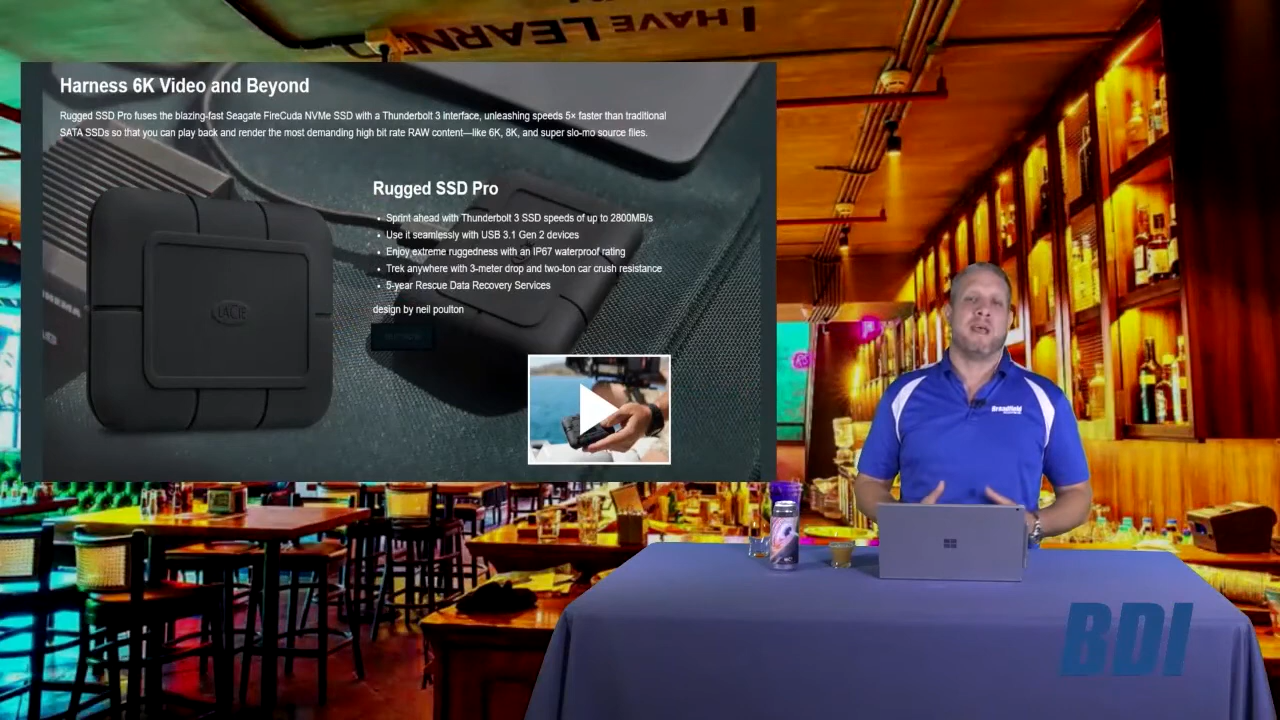 I HAVE LEARNE
Harness 6K Video and Beyond
Rugged SSD Pro fuses the blazing-fast Seagate FireCuda NVMe SSD with a Thunderbolt 3 interface, unleashing speeds 5× faster than traditional
SATA SSDs so that you can play back and render the most demanding high bit rate RAW content—like 6K, 8K, and super slo-mo source files.
Rugged SSD Pro
• Sprint ahead with Thunderbolt 3 SSD speeds of up to 2800MB/s
• Use it seamlessly with USB 3.1 Gen 2 devices
• Enjoy extreme ruggedness with an IP67 waterproof rating
• Trek anywhere with 3-meter drop and two-ton car crush resistance
• 5-year Rescue Data Recovery Services
design by neil poulton
LACIE
Broadfield
BDI